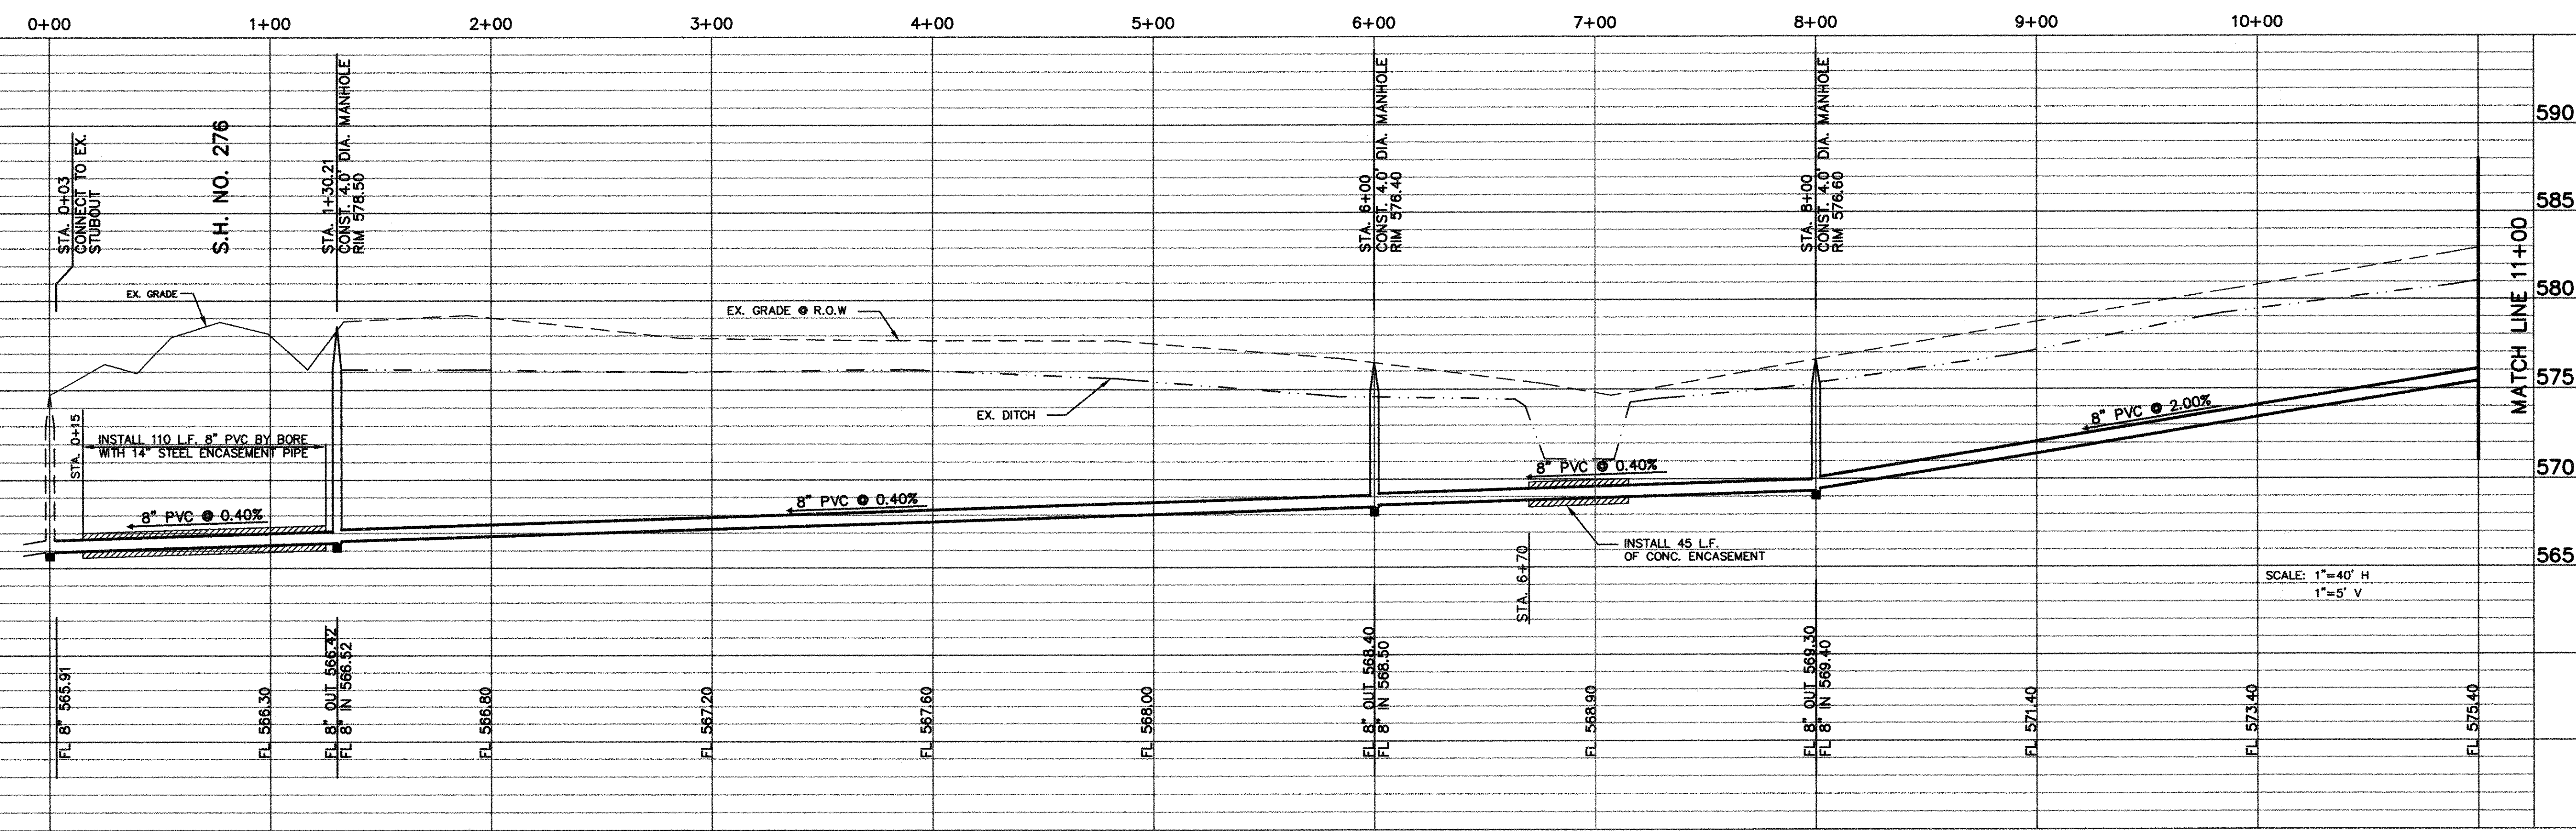 0+00 1+00 2+00 3+00 4+00 5+00 6+00 7+00 8+00 9+00 10+00
STA. 0+03
CONNECT TO EX.
STUBOUT
S.H. NO. 276
STA. 1+30.21
CONST. 4.0' DIA. MANHOLE
RIM 578.50
STA. 6+00
CONST. 4.0' DIA. MANHOLE
RIM 576.40
STA. 8+00
CONST. 4.0' DIA. MANHOLE
RIM 576.60
590
585
580
575
570
565
MATCH LINE 11+00
EX. GRADE
EX. GRADE @ R.O.W
EX. DITCH
STA. 0+15
INSTALL 110 L.F. 8" PVC BY BORE
WITH 14" STEEL ENCASEMENT PIPE
8" PVC @ 0.40%
8" PVC @ 0.40%
8" PVC @ 0.40%
8" PVC @ 2.00%
STA. 6+70
INSTALL 45 L.F.
OF CONC. ENCASEMENT
SCALE: 1"=40' H
1"=5' V
FL 8" 565.91
FL 566.30
FL 8" OUT 566.42
FL 8" IN 566.52
FL 566.80
FL 567.20
FL 567.60
FL 568.00
FL 8" OUT 568.40
FL 8" IN 568.50
FL 568.90
FL 8" OUT 569.30
FL 8" IN 569.40
FL 571.40
FL 573.40
FL 575.40